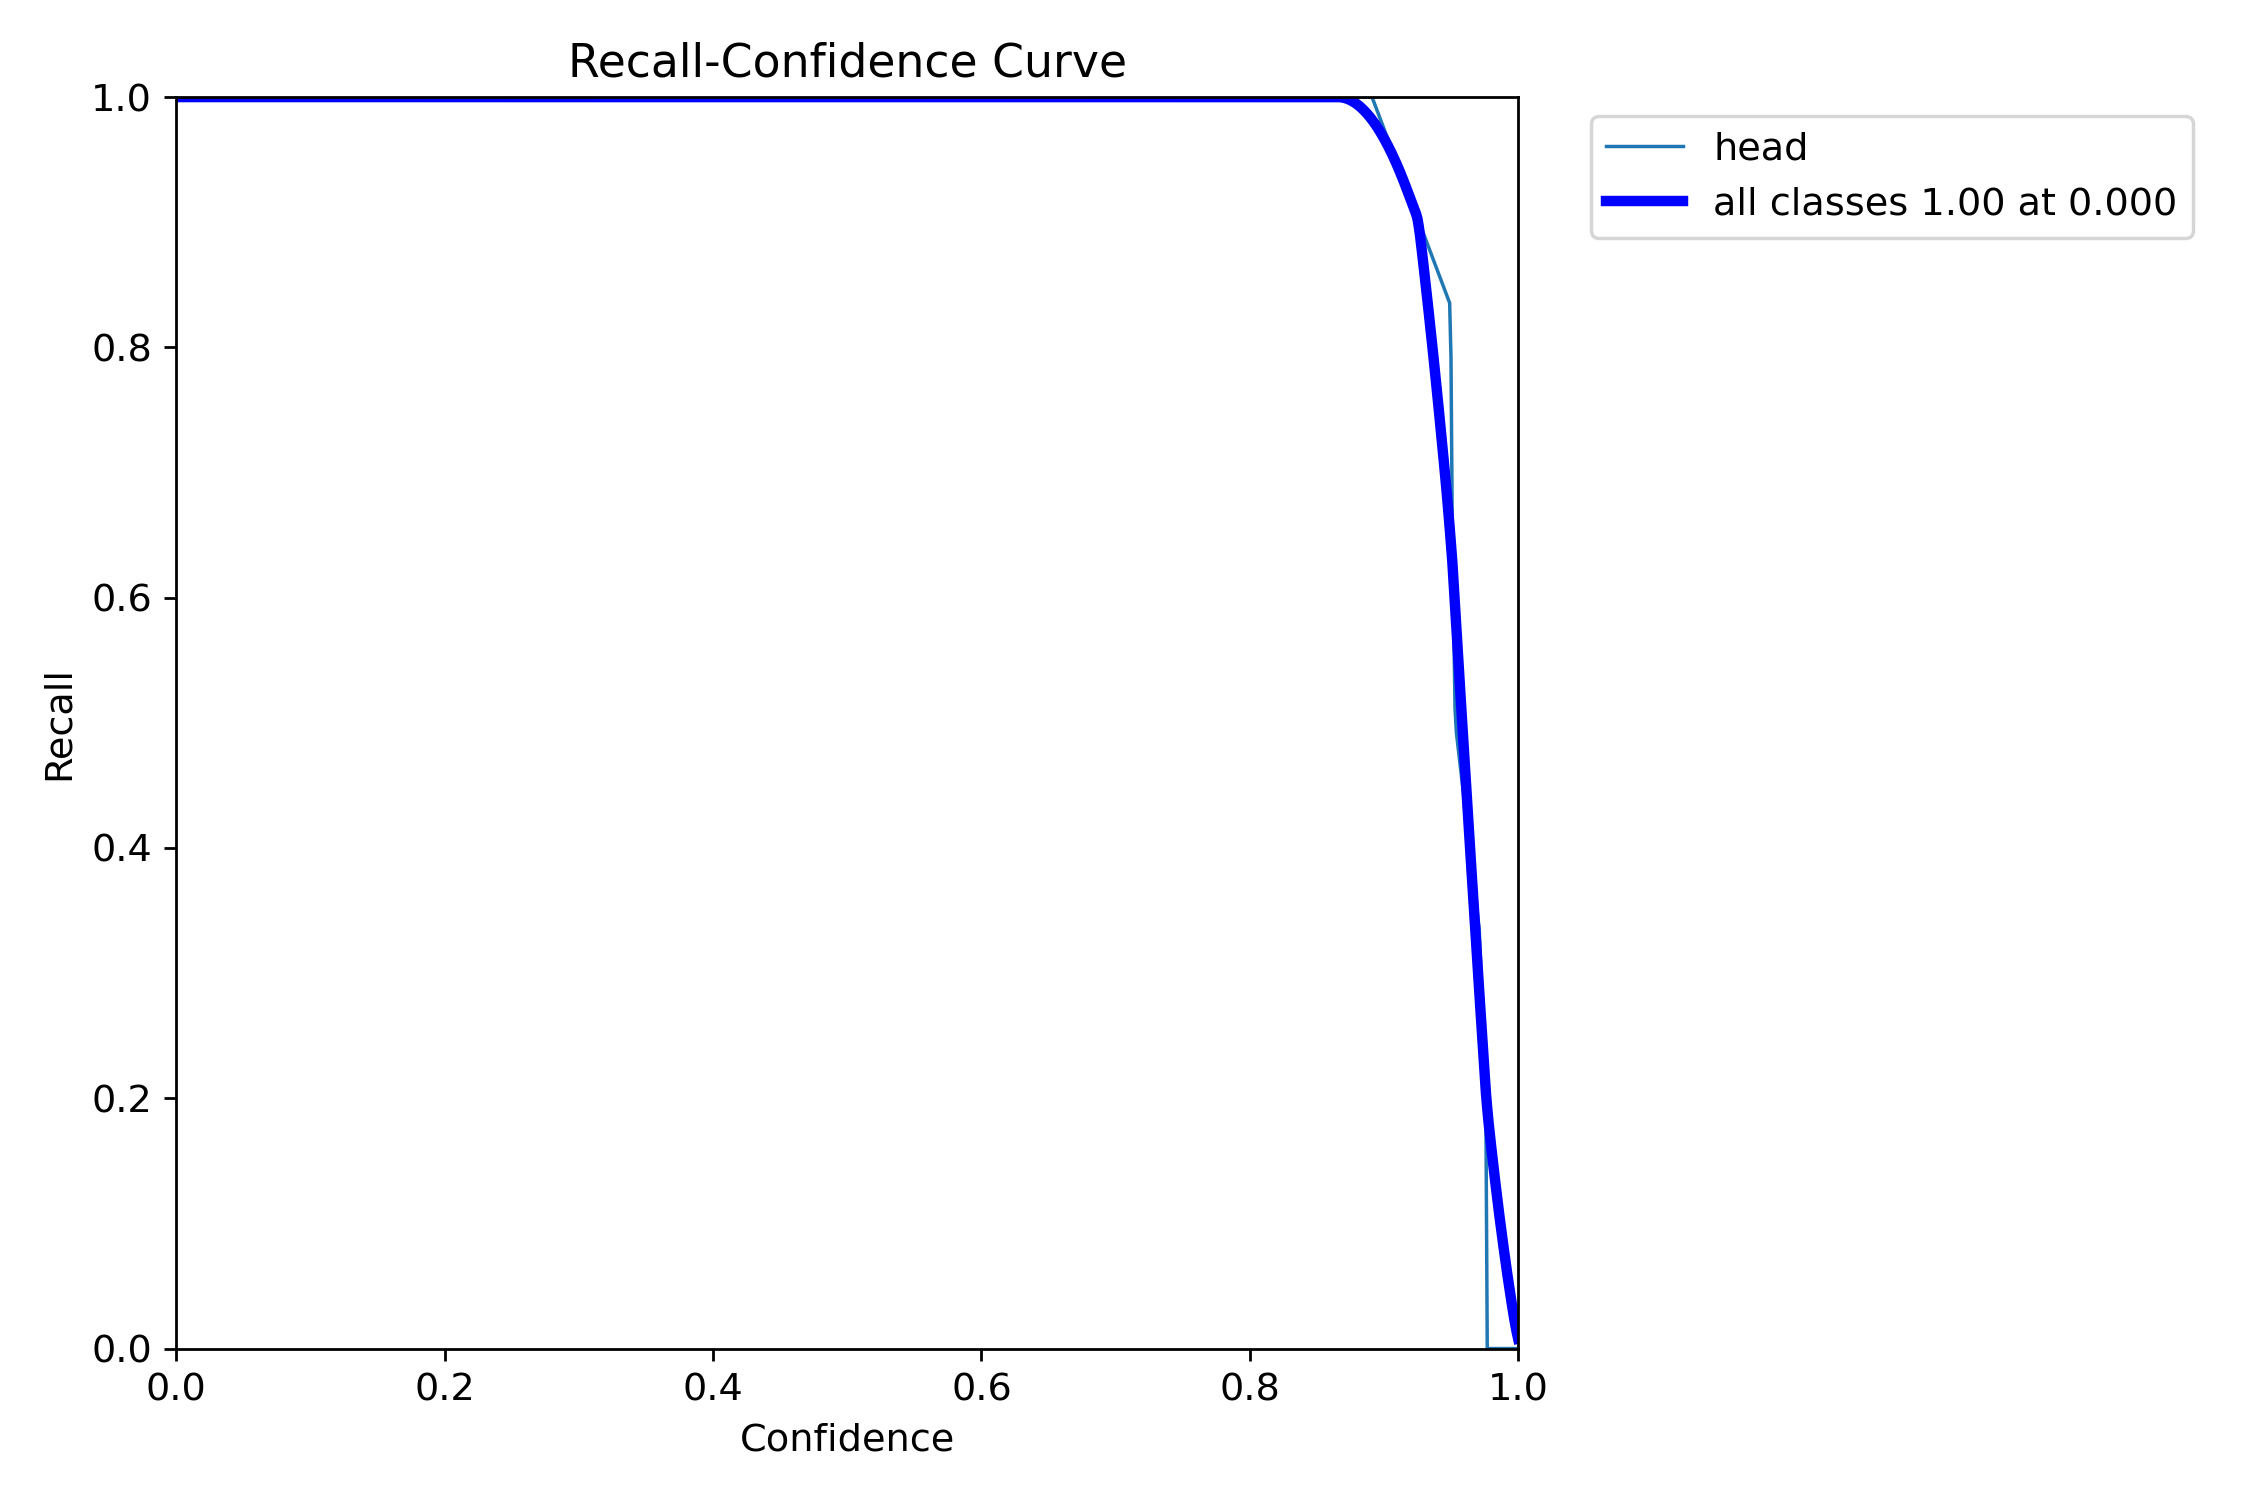 Recall-Confidence Curve
1.0
0.8
0.6
0.4
0.2
0.0
Recall
0.0 0.2 0.4 0.6 0.8 1.0
Confidence
head
all classes 1.00 at 0.000